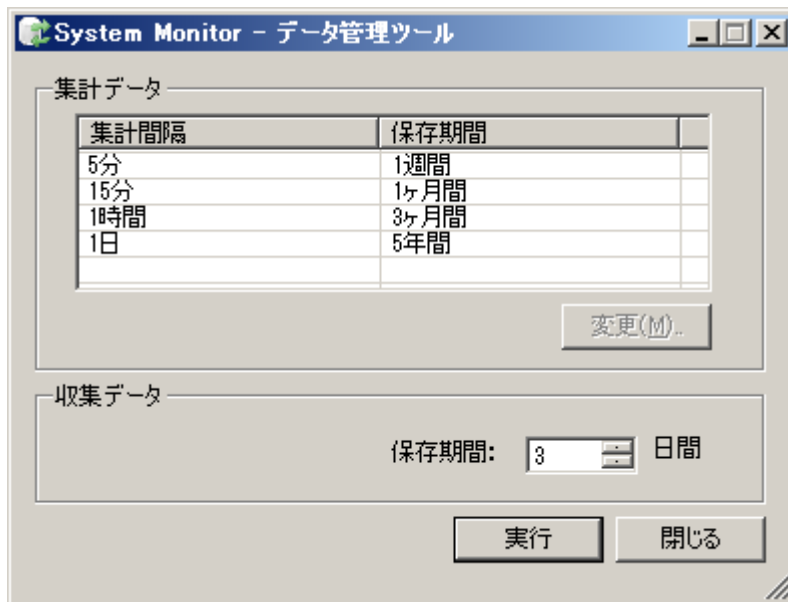 System Monitor - データ管理ツール
集計データ
集計間隔 保存期間
5分 1週間
15分 1ヶ月間
1時間 3ヶ月間
1日 5年間
変更(M)..
収集データ
保存期間: 3 日間
実行 閉じる